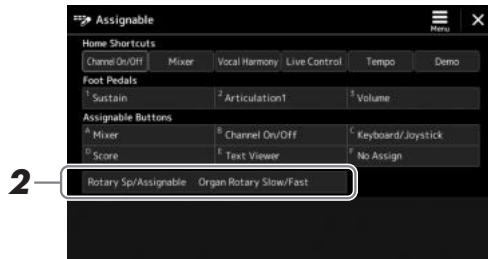 Assignable
Menu
Home Shortcuts
Channel On/Off Mixer Vocal Harmony Live Control Tempo Demo
Foot Pedals
1 Sustain 2 Articulation1 3 Volume
Assignable Buttons
A Mixer B Channel On/Off C Keyboard/Joystick
D Score E Text Viewer F No Assign
2 Rotary Sp/Assignable Organ Rotary Slow/Fast